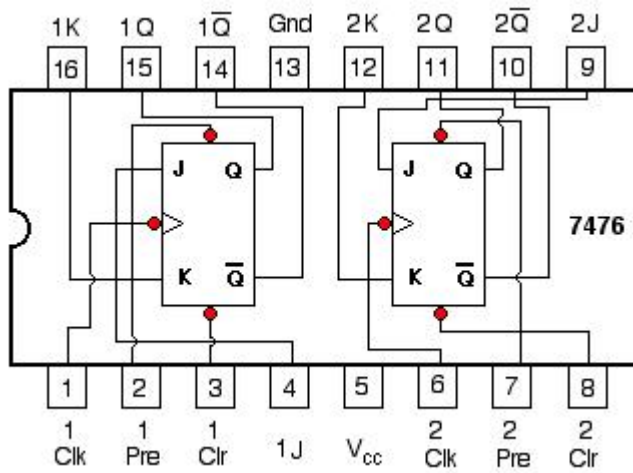 1K 1Q 1Q̅ Gnd 2K 2Q 2Q̅ 2J
16 15 14 13 12 11 10 9
J Q J Q
7476
K Q̅ K Q̅
1 2 3 4 5 6 7 8
1 1 1 1J Vcc 2 2 2
Clk Pre Clr Clk Pre Clr